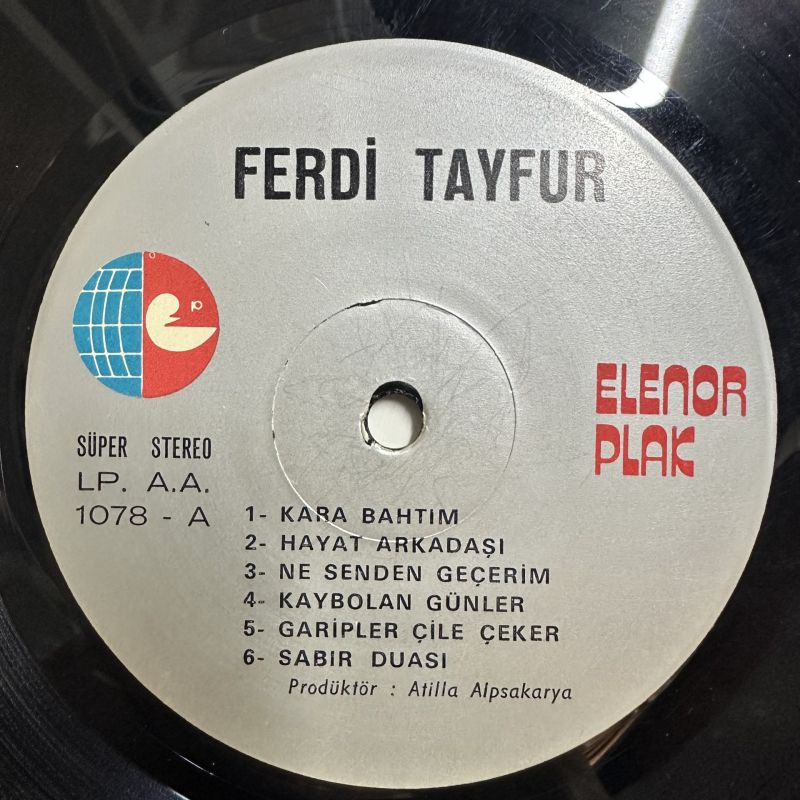 FERDİ TAYFUR
ELENOR
PLAK
SÜPER STEREO
LP. A.A.
1078 - A
1- KARA BAHTIM
2- HAYAT ARKADAŞI
3- NE SENDEN GEÇERİM
4- KAYBOLAN GÜNLER
5- GARİPLER ÇİLE ÇEKER
6- SABIR DUASI
Prodüktör : Atilla Alpsakarya